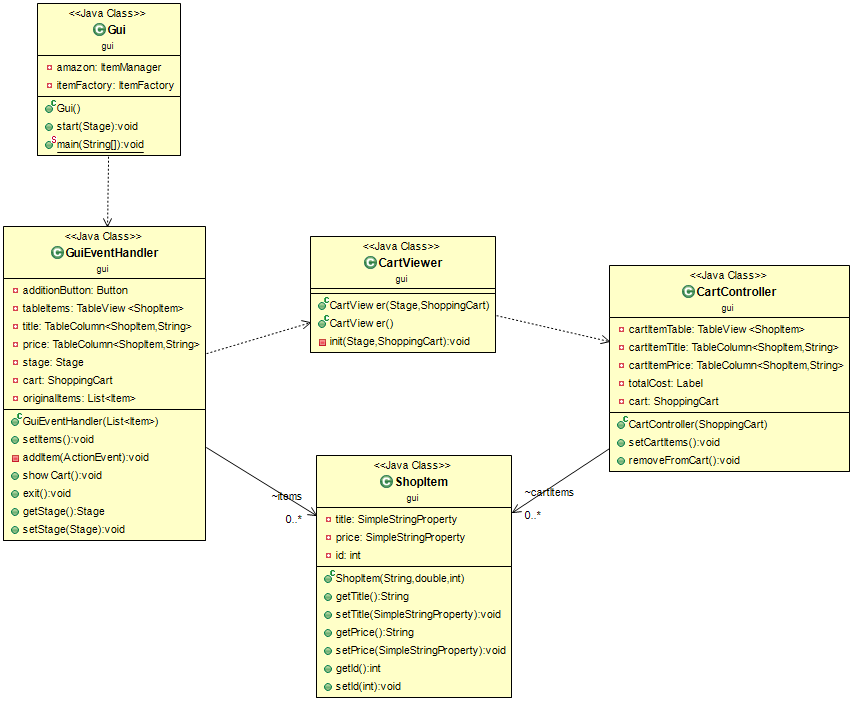 <<Java Class>>
C Gui
gui
amazon: ItemManager
itemFactory: ItemFactory
C Gui()
start(Stage):void
S main(String[]):void
<<Java Class>>
C GuiEventHandler
gui
additionButton: Button
tableItems: TableView<ShopItem>
title: TableColumn<ShopItem,String>
price: TableColumn<ShopItem,String>
stage: Stage
cart: ShoppingCart
originalItems: List<Item>
C GuiEventHandler(List<Item>)
setItems():void
addItem(ActionEvent):void
showCart():void
exit():void
getStage():Stage
setStage(Stage):void
<<Java Class>>
C CartViewer
gui
C CartViewer(Stage,ShoppingCart)
C CartViewer()
init(Stage,ShoppingCart):void
<<Java Class>>
C CartController
gui
cartItemTable: TableView<ShopItem>
cartItemTitle: TableColumn<ShopItem,String>
cartItemPrice: TableColumn<ShopItem,String>
totalCost: Label
cart: ShoppingCart
C CartController(ShoppingCart)
setCartItems():void
removeFromCart():void
~items
0..*
~cartItems
0..*
<<Java Class>>
C ShopItem
gui
title: SimpleStringProperty
price: SimpleStringProperty
id: int
C ShopItem(String,double,int)
getTitle():String
setTitle(SimpleStringProperty):void
getPrice():String
setPrice(SimpleStringProperty):void
getId():int
setId(int):void